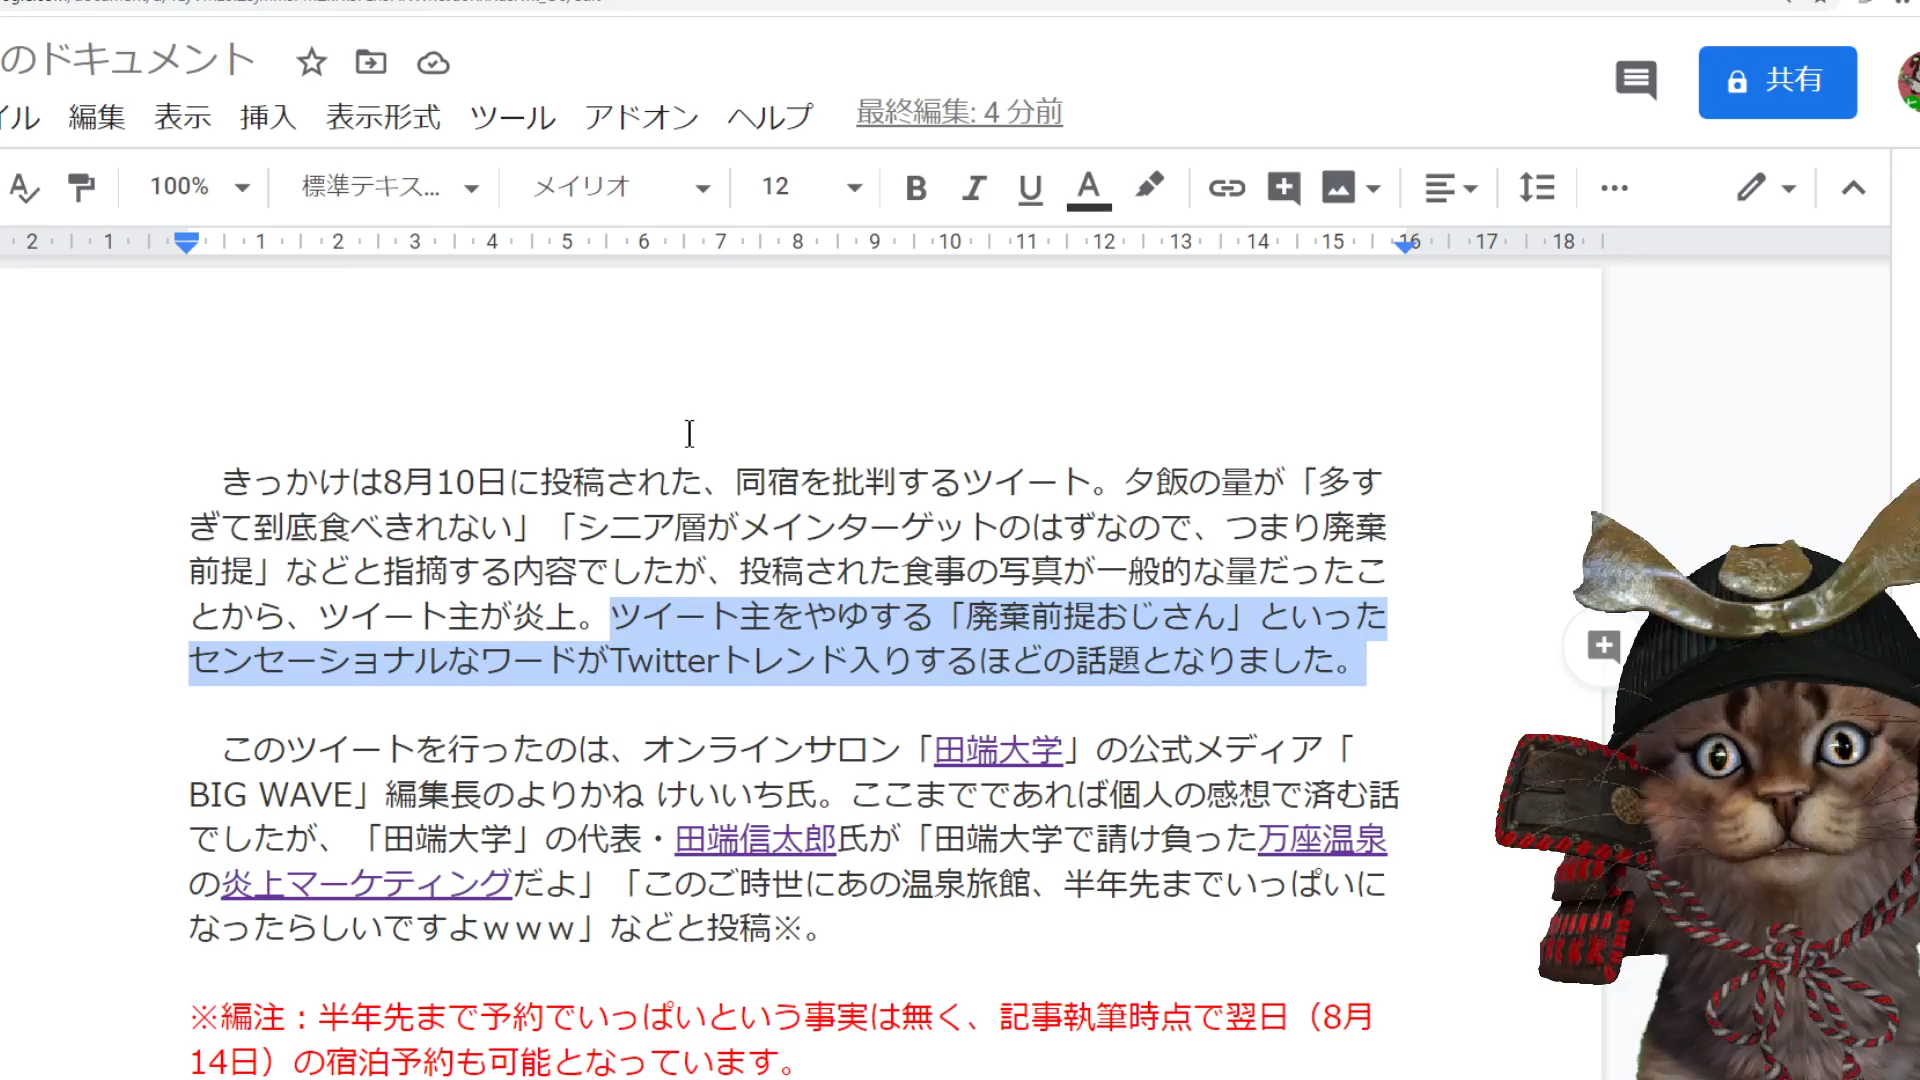 のドキュメント
イル 編集 表示 挿入 表示形式 ツール アドオン ヘルプ 最終編集: 4 分前
共有
100% 標準テキス... メイリオ 12 B I U A
2 1 1 2 3 4 5 6 7 8 9 10 11 12 13 14 15 16 17 18
きっかけは8月10日に投稿された、同宿を批判するツイート。夕飯の量が「多す
ぎて到底食べきれない」「シニア層がメインターゲットのはずなので、つまり廃棄
前提」などと指摘する内容でしたが、投稿された食事の写真が一般的な量だったこ
とから、ツイート主が炎上。ツイート主をやゆする「廃棄前提おじさん」といった
センセーショナルなワードがTwitterトレンド入りするほどの話題となりました。
このツイートを行ったのは、オンラインサロン「田端大学」の公式メディア「
BIG WAVE」編集長のよりかね けいいち氏。ここまでであれば個人の感想で済む話
でしたが、「田端大学」の代表・田端信太郎氏が「田端大学で請け負った万座温泉
の炎上マーケティングだよ」「このご時世にあの温泉旅館、半年先までいっぱいに
なったらしいですよｗｗｗ」などと投稿※。
※編注：半年先まで予約でいっぱいという事実は無く、記事執筆時点で翌日（8月
14日）の宿泊予約も可能となっています。